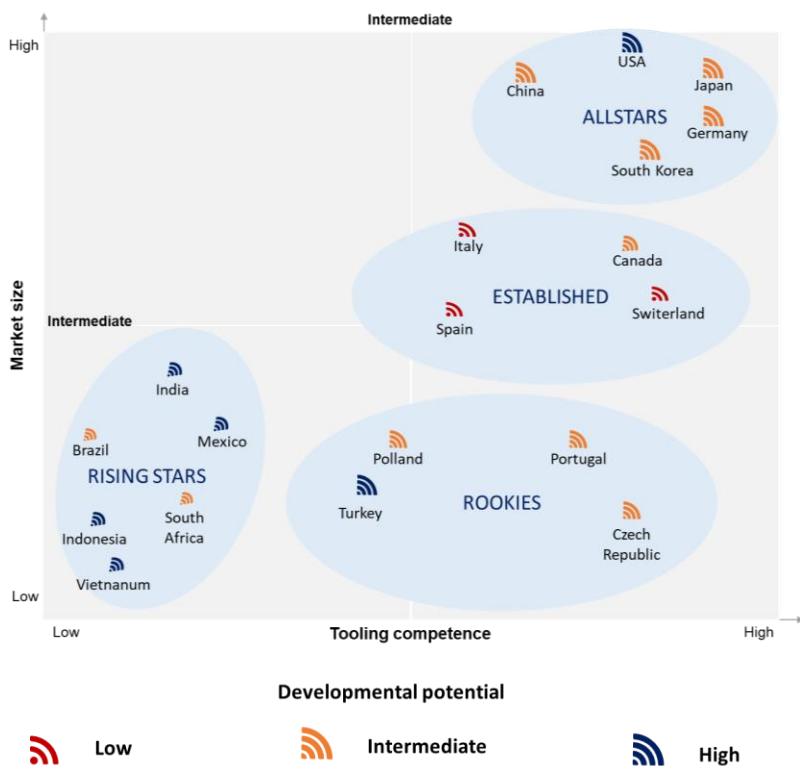 Intermediate
High
USA
China
Japan
ALLSTARS
Germany
South Korea
Italy
Canada
ESTABLISHED
Switerland
Spain
Market size
Intermediate
India
Mexico
Brazil
RISING STARS
South
Africa
Indonesia
Vietnanum
Polland
Portugal
Turkey
ROOKIES
Czech
Republic
Low
Low
Tooling competence
High
Developmental potential
Low
Intermediate
High